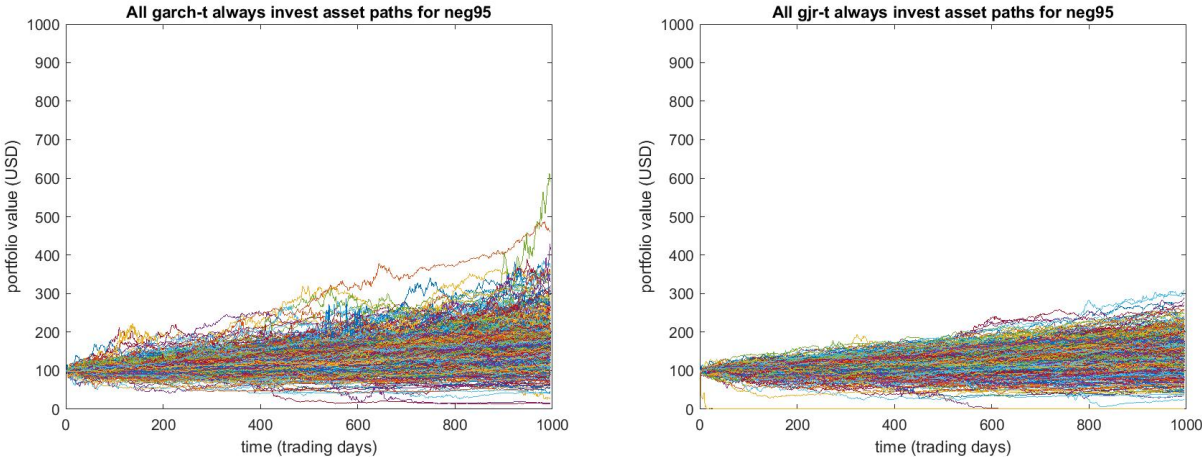 All garch-t always invest asset paths for neg95
1000
900
800
700
600
500
400
300
200
100
0
portfolio value (USD)
0 200 400 600 800 1000
time (trading days)
All gjr-t always invest asset paths for neg95
1000
900
800
700
600
500
400
300
200
100
0
portfolio value (USD)
0 200 400 600 800 1000
time (trading days)